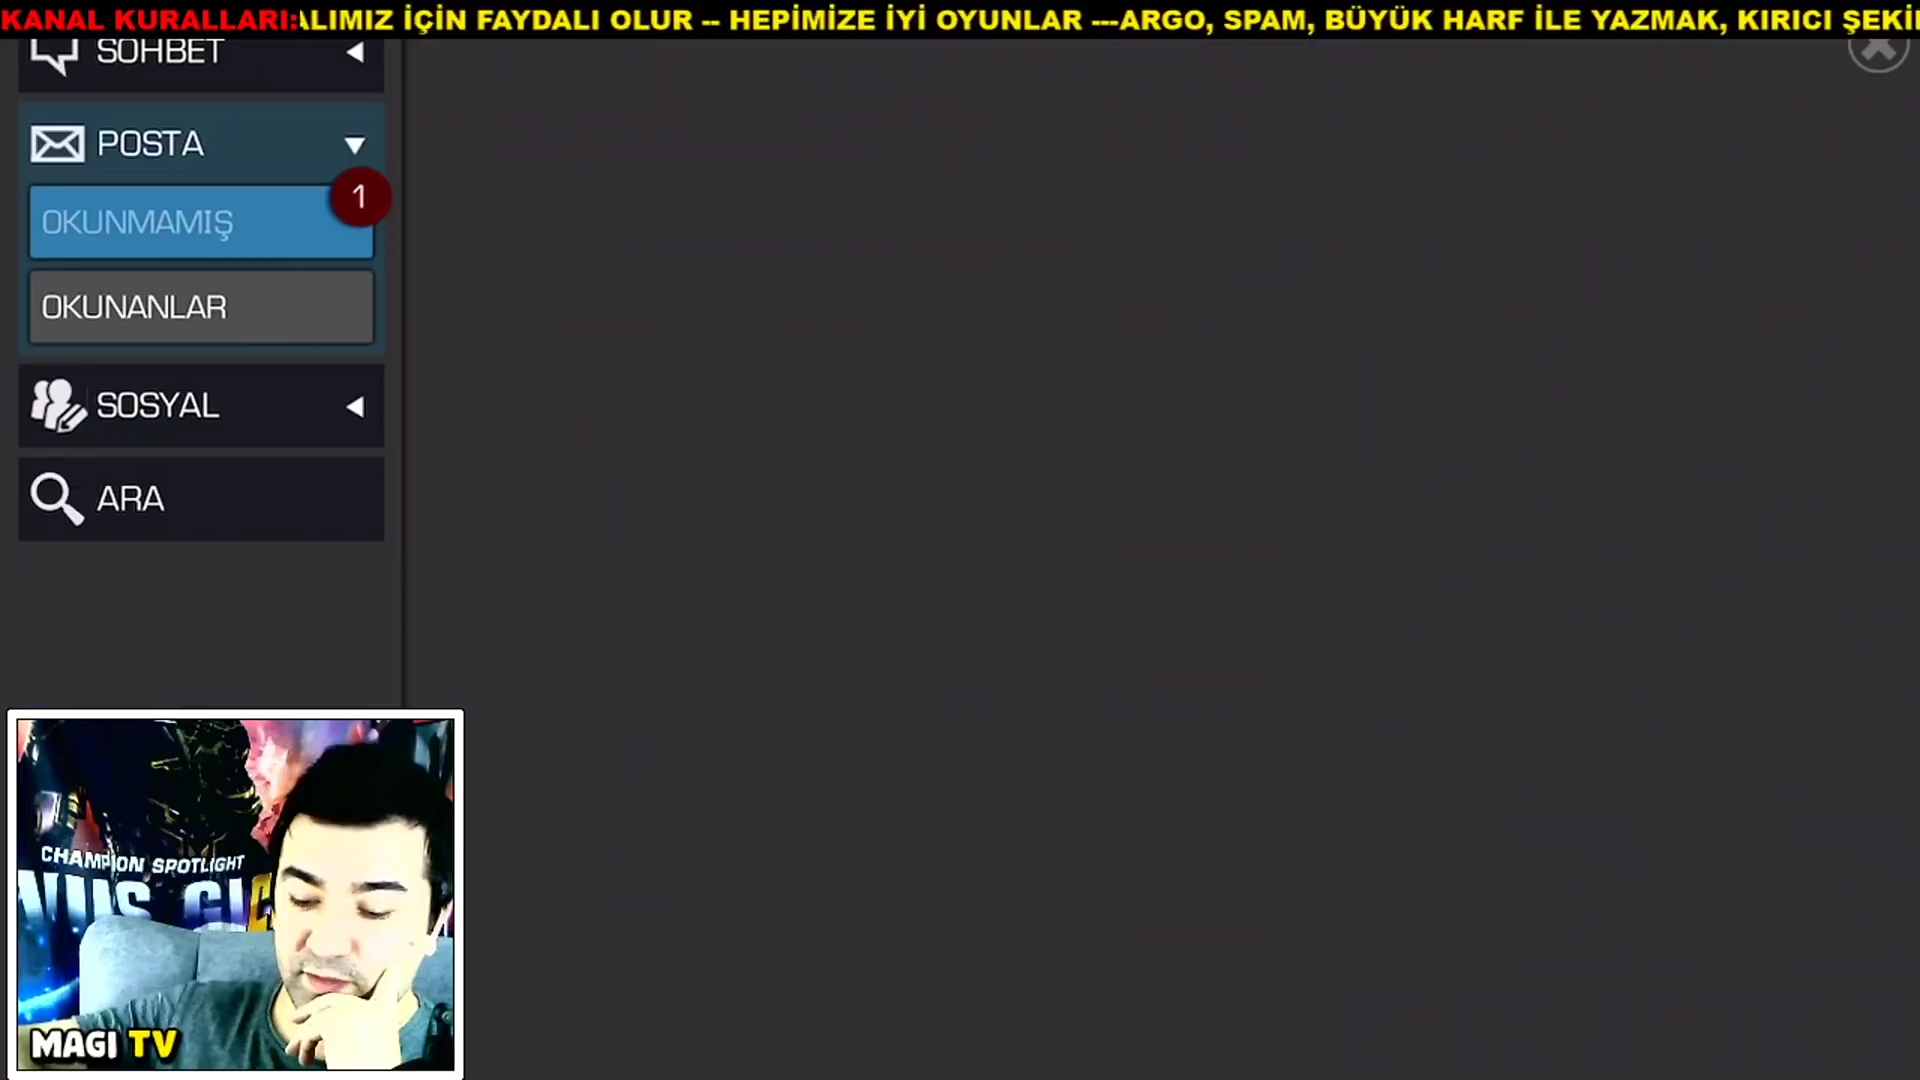 KANAL KURALLARI: ALIMIZ İÇİN FAYDALI OLUR -- HEPİMİZE İYİ OYUNLAR ---ARGO, SPAM, BÜYÜK HARF İLE YAZMAK, KIRICI ŞEKİ
SOHBET
POSTA
1
OKUNMAMIŞ
OKUNANLAR
SOSYAL
ARA
CHAMPION SPOTLIGHT
MAGI TV